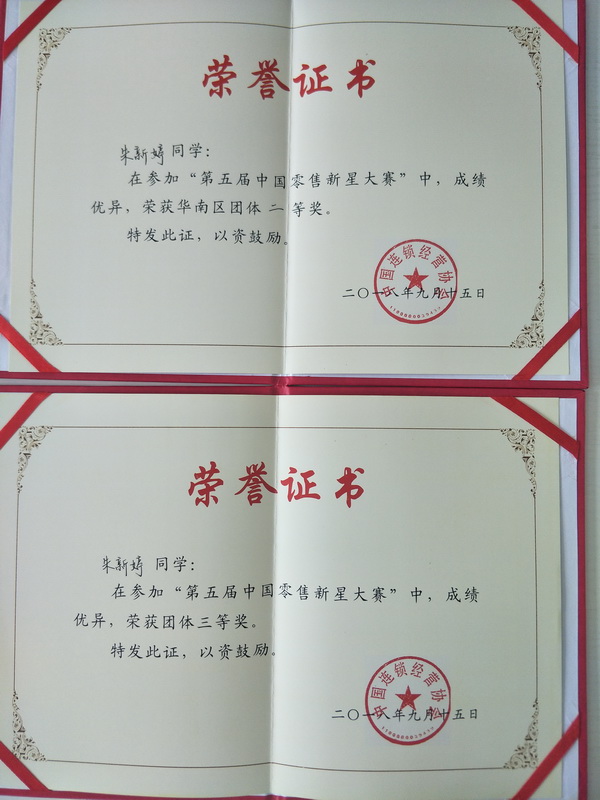 荣誉证书
朱新婷 同学：
在参加“第五届中国零售新星大赛”中，成绩
优异，荣获华南区团体 二 等奖。
特发此证，以资鼓励。
中国连锁经营协会
二〇一八年九月十五日
荣誉证书
朱新婷 同学：
在参加“第五届中国零售新星大赛”中，成绩
优异，荣获团体三等奖。
特发此证，以资鼓励。
中国连锁经营协会
二〇一八年九月十五日